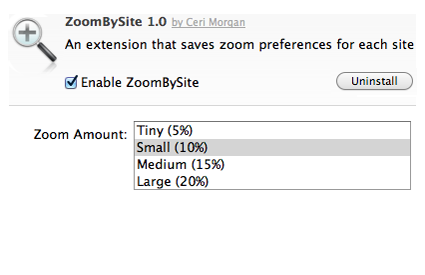 ZoomBySite 1.0 by Ceri Morgan
An extension that saves zoom preferences for each site
Enable ZoomBySite
Uninstall
Zoom Amount:
Tiny (5%)
Small (10%)
Medium (15%)
Large (20%)